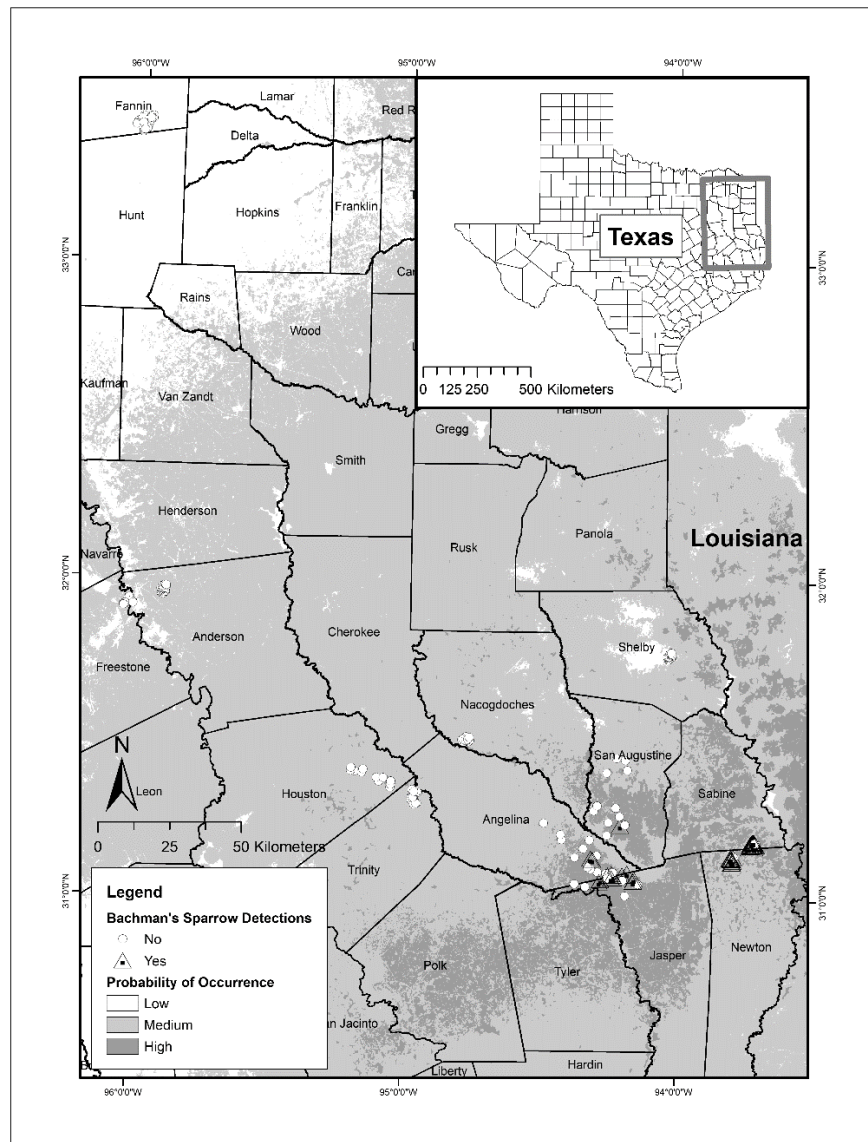 96°0'0"W
95°0'0"W
94°0'0"W
Fannin
Lamar
Red R
Delta
Hunt
Hopkins
Franklin
33°0'0"N
33°0'0"N
Texas
Rains
Wood
Kaufman
Van Zandt
0 125 250 500 Kilometers
Gregg
Harrison
Smith
Henderson
Rusk
Panola
Louisiana
Navarro
32°0'0"N
32°0'0"N
Anderson
Cherokee
Shelby
Freestone
Nacogdoches
San Augustine
N
Leon
Houston
Sabine
Angelina
0 25 50 Kilometers
Trinity
31°0'0"N
31°0'0"N
Newton
Legend
Bachman's Sparrow Detections
No
Yes
Probability of Occurrence
Low
Medium
High
Polk
Tyler
Jasper
an Jacinto
Liberty
Hardin
96°0'0"W
95°0'0"W
94°0'0"W